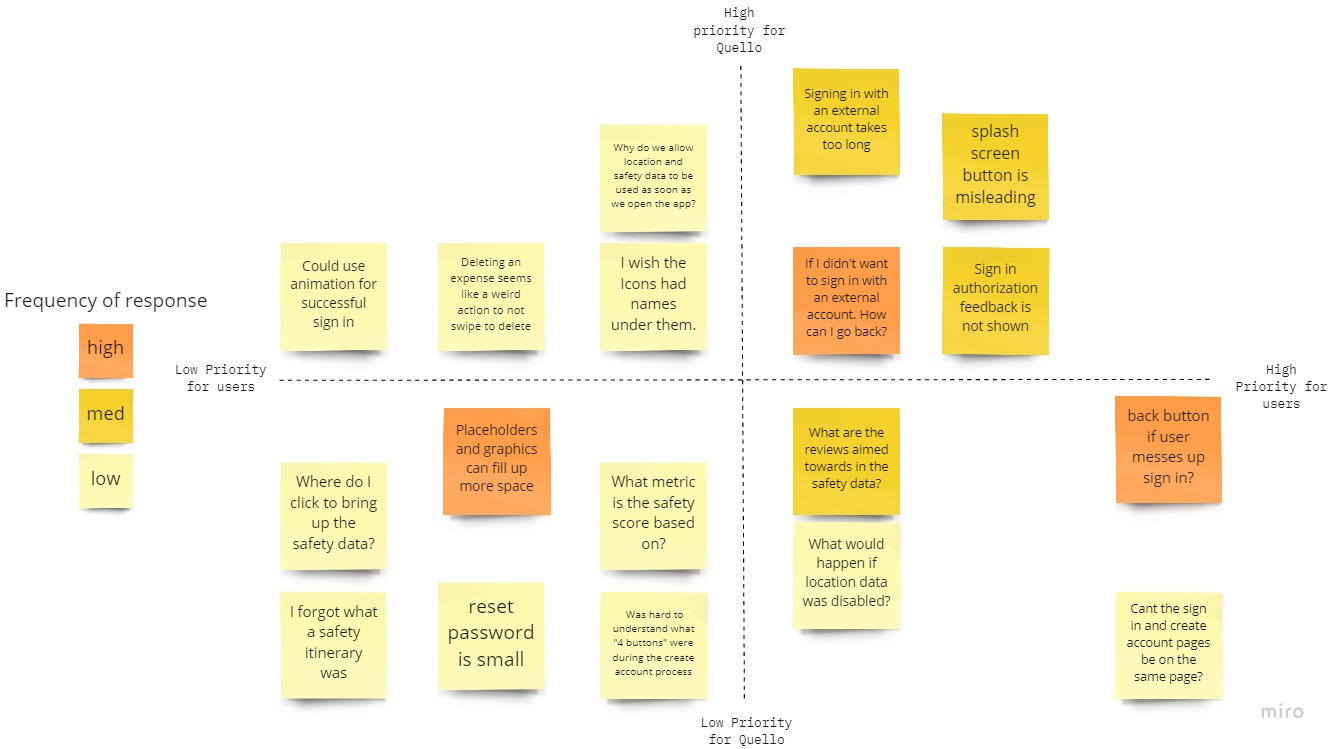 High
priority for
Quello
Signing in with
an external
account takes
too long
splash
screen
button is
misleading
Why do we allow
location and
safety data to be
used as soon as
we open the app?
Could use
animation for
successful
sign in
Deleting an
expense seems
like a weird
action to not
swipe to delete
I wish the
Icons had
names
under them.
If I didn't want
to sign in with
an external
account. How
can I go back?
Sign in
authorization
feedback is
not shown
Frequency of response
high
med
low
Low Priority
for users
High
Priority for
users
Placeholders
and graphics
can fill up
more space
What are the
reviews aimed
towards in the
safety data?
back button
if user
messes up
sign in?
Where do I
click to bring
up the
safety data?
What metric
is the safety
score based
on?
What would
happen if
location data
was disabled?
I forgot what
a safety
itinerary
was
reset
password
is small
Was hard to
understand what
"4 buttons" were
during the create
account process
Cant the sign
in and create
account pages
be on the
same page?
Low Priority
for Quello
miro